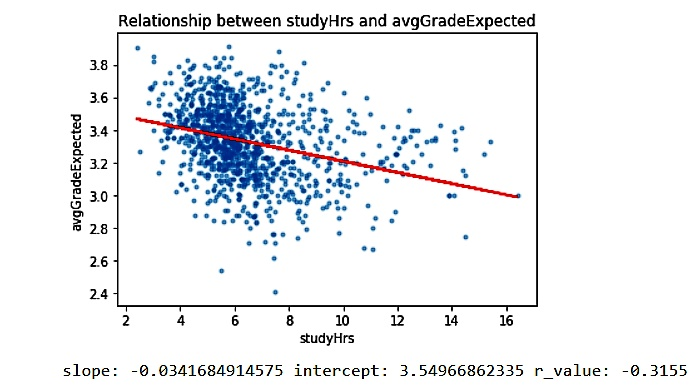 Relationship between studyHrs and avgGradeExpected
3.8
3.6
3.4
3.2
3.0
2.8
2.6
2.4
avgGradeExpected
2 4 6 8 10 12 14 16
studyHrs
slope: -0.0341684914575 intercept: 3.54966862335 r_value: -0.3155